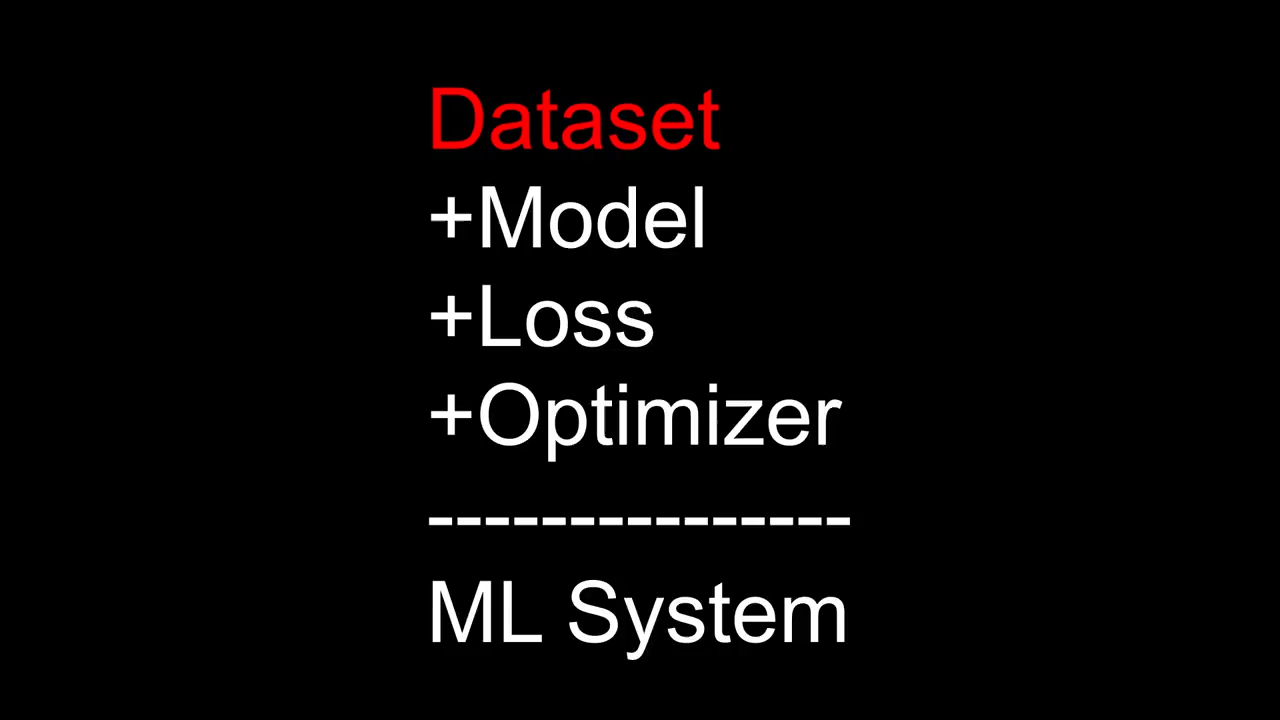 Dataset
+Model
+Loss
+Optimizer
---------------
ML System